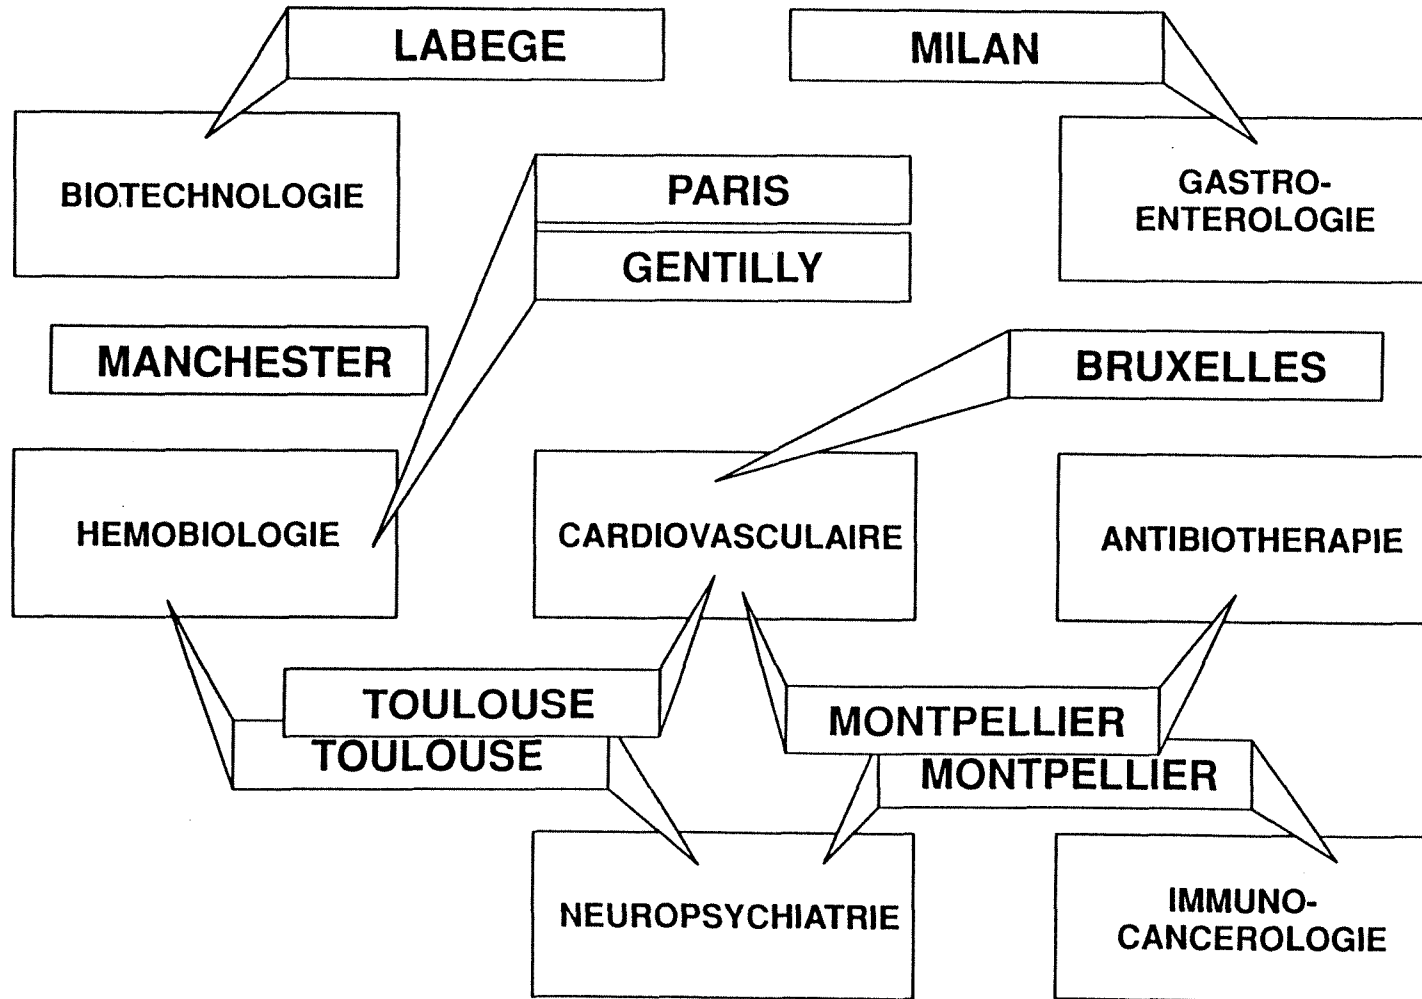 LABEGE
MILAN
BIOTECHNOLOGIE
PARIS
GENTILLY
GASTRO-
ENTEROLOGIE
MANCHESTER
BRUXELLES
HEMOBIOLOGIE
CARDIOVASCULAIRE
ANTIBIOTHERAPIE
TOULOUSE
TOULOUSE
MONTPELLIER
MONTPELLIER
NEUROPSYCHIATRIE
IMMUNO-
CANCEROLOGIE